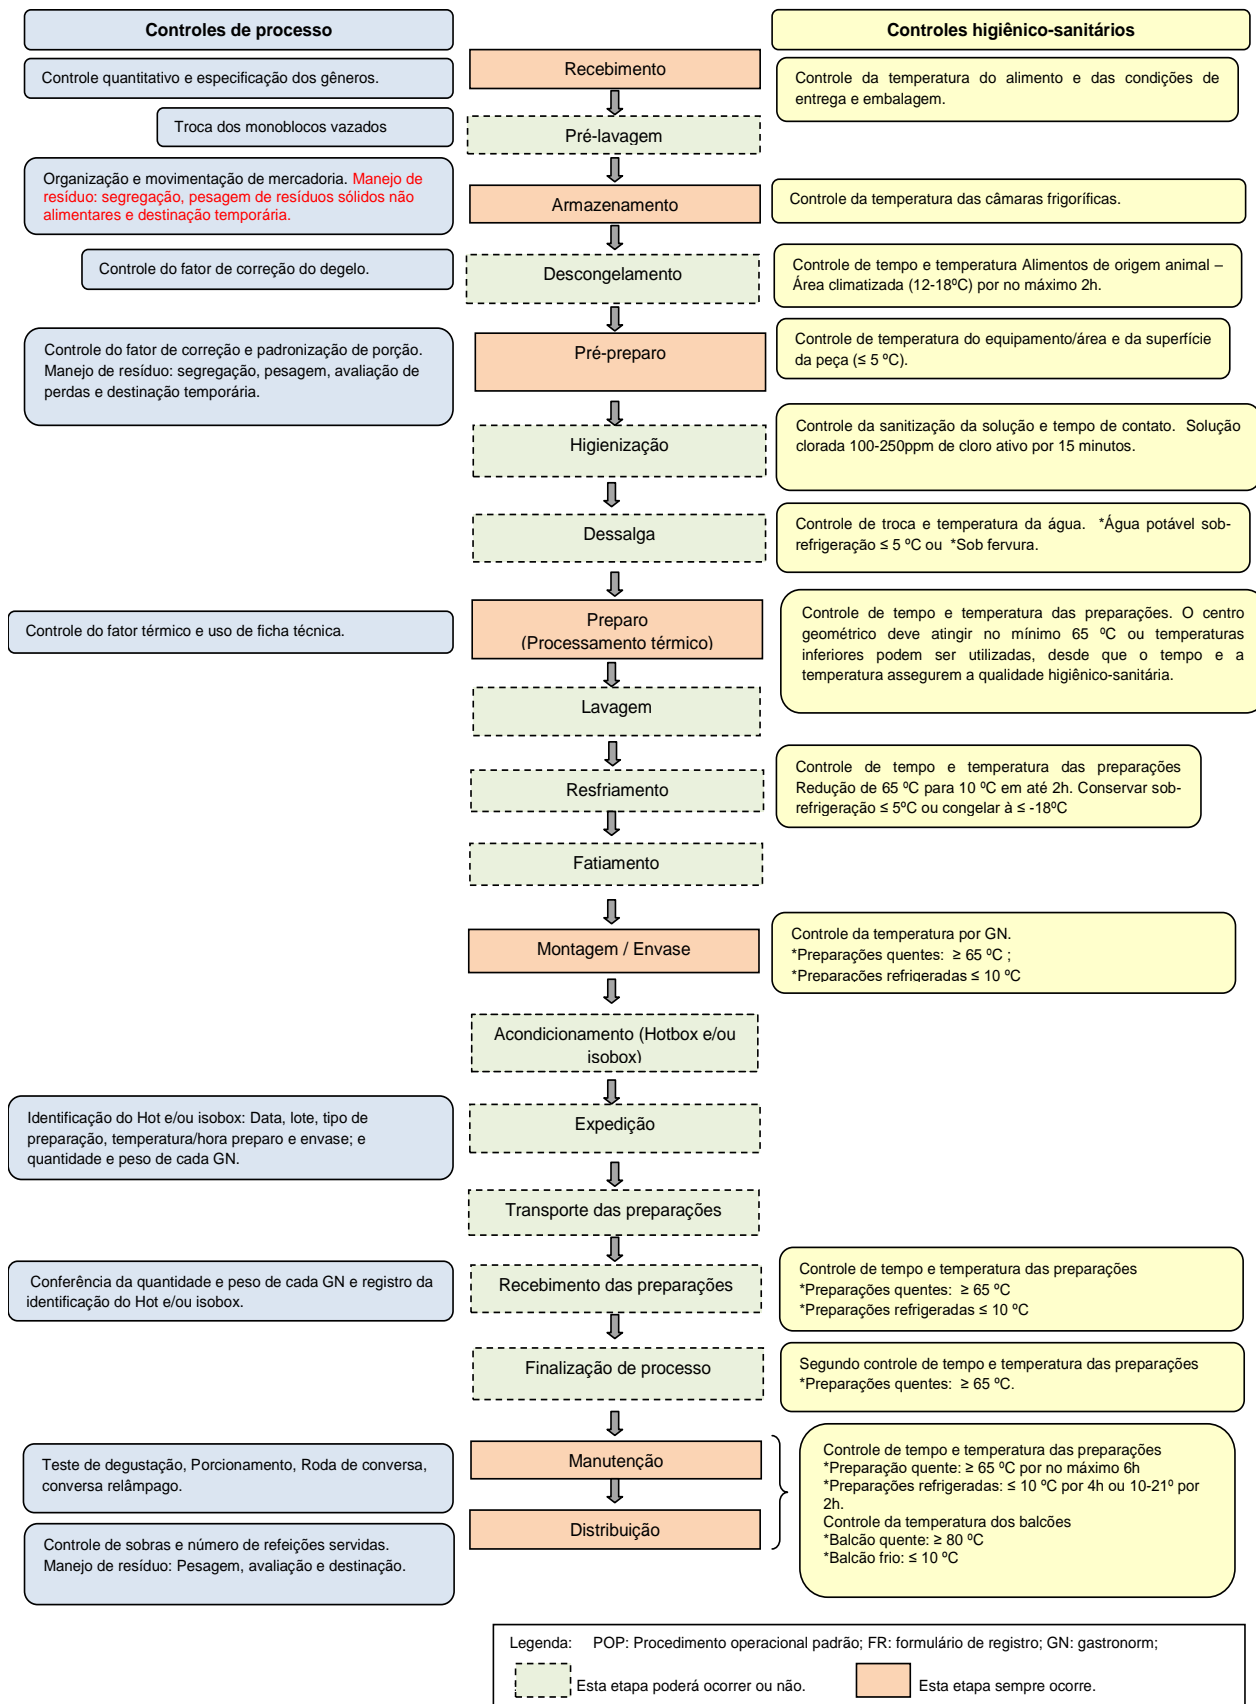 Controles de processo
Controles higiênico-sanitários
Controle quantitativo e especificação dos gêneros.
Recebimento
Controle da temperatura do alimento e das condições de
entrega e embalagem.
Troca dos monoblocos vazados
Pré-lavagem
Organização e movimentação de mercadoria. Manejo de
resíduo: segregação, pesagem de resíduos sólidos não
alimentares e destinação temporária.
Armazenamento
Controle da temperatura das câmaras frigoríficas.
Controle do fator de correção do degelo.
Descongelamento
Controle de tempo e temperatura Alimentos de origem animal –
Área climatizada (12-18ºC) por no máximo 2h.
Controle do fator de correção e padronização de porção.
Manejo de resíduo: segregação, pesagem, avaliação de
perdas e destinação temporária.
Pré-preparo
Controle de temperatura do equipamento/área e da superfície
da peça (≤ 5 ºC).
Higienização
Controle da sanitização da solução e tempo de contato. Solução
clorada 100-250ppm de cloro ativo por 15 minutos.
Dessalga
Controle de troca e temperatura da água. *Água potável sob-
refrigeração ≤ 5 ºC ou *Sob fervura.
Controle do fator térmico e uso de ficha técnica.
Preparo
(Processamento térmico)
Controle de tempo e temperatura das preparações. O centro
geométrico deve atingir no mínimo 65 ºC ou temperaturas
inferiores podem ser utilizadas, desde que o tempo e a
temperatura assegurem a qualidade higiênico-sanitária.
Lavagem
Resfriamento
Controle de tempo e temperatura das preparações
Redução de 65 ºC para 10 ºC em até 2h. Conservar sob-
refrigeração ≤ 5ºC ou congelar à ≤ -18ºC
Fatiamento
Montagem / Envase
Controle da temperatura por GN.
*Preparações quentes: ≥ 65 ºC ;
*Preparações refrigeradas ≤ 10 ºC
Acondicionamento (Hotbox e/ou
isobox)
Identificação do Hot e/ou isobox: Data, lote, tipo de
preparação, temperatura/hora preparo e envase; e
quantidade e peso de cada GN.
Expedição
Transporte das preparações
Conferência da quantidade e peso de cada GN e registro da
identificação do Hot e/ou isobox.
Recebimento das preparações
Controle de tempo e temperatura das preparações
*Preparações quentes: ≥ 65 ºC
*Preparações refrigeradas ≤ 10 ºC
Finalização de processo
Segundo controle de tempo e temperatura das preparações
*Preparações quentes: ≥ 65 ºC.
Teste de degustação, Porcionamento, Roda de conversa,
conversa relâmpago.
Manutenção
Controle de tempo e temperatura das preparações
*Preparação quente: ≥ 65 ºC por no máximo 6h
*Preparações refrigeradas: ≤ 10 ºC por 4h ou 10-21º por
2h.
Controle da temperatura dos balcões
*Balcão quente: ≥ 80 ºC
*Balcão frio: ≤ 10 ºC
Distribuição
Controle de sobras e número de refeições servidas.
Manejo de resíduo: Pesagem, avaliação e destinação.
Legenda: POP: Procedimento operacional padrão; FR: formulário de registro; GN: gastronorm;
Esta etapa poderá ocorrer ou não.
Esta etapa sempre ocorre.